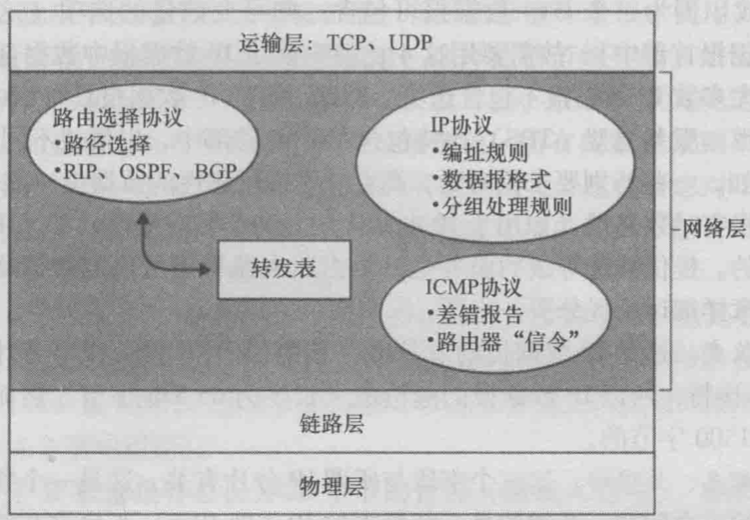 运输层：TCP、UDP
路由选择协议
•路径选择
•RIP、OSPF、BGP
转发表
IP协议
•编址规则
•数据报格式
•分组处理规则
ICMP协议
•差错报告
•路由器“信令”
网络层
链路层
物理层